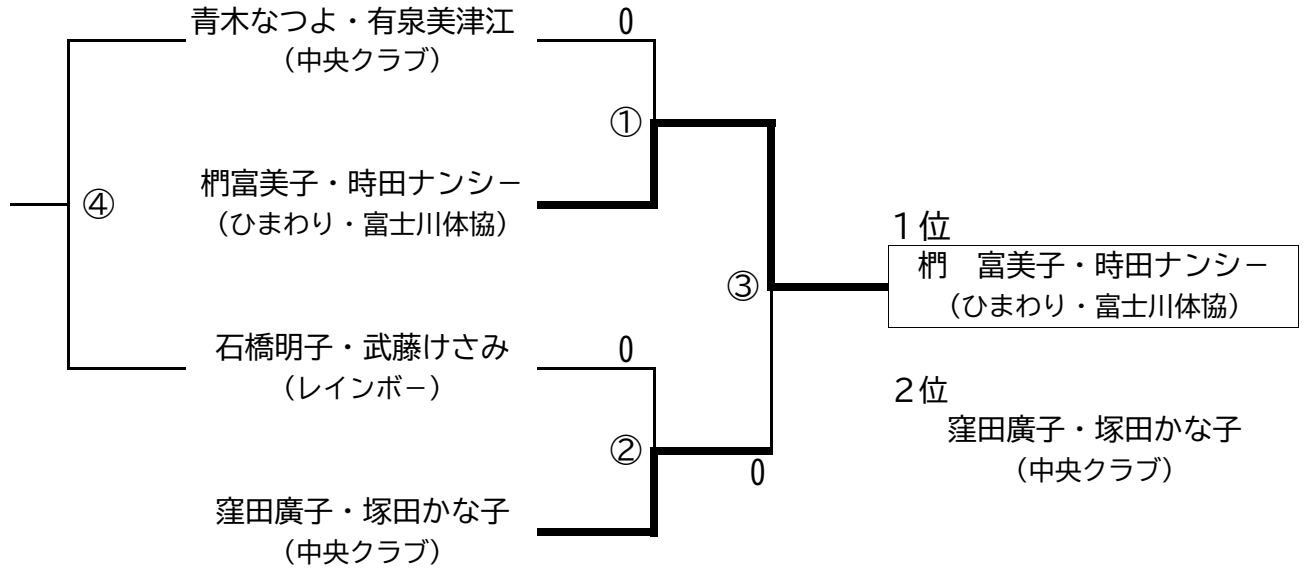 青木なつよ・有泉美津江
0
（中央クラブ）
①
椚富美子・時田ナンシー
④
（ひまわり・富士川体協）
1位
椚　富美子・時田ナンシー
③
（ひまわり・富士川体協）
石橋明子・武藤けさみ
0
（レインボー）
2位
窪田廣子・塚田かな子
②
（中央クラブ）
0
窪田廣子・塚田かな子
（中央クラブ）